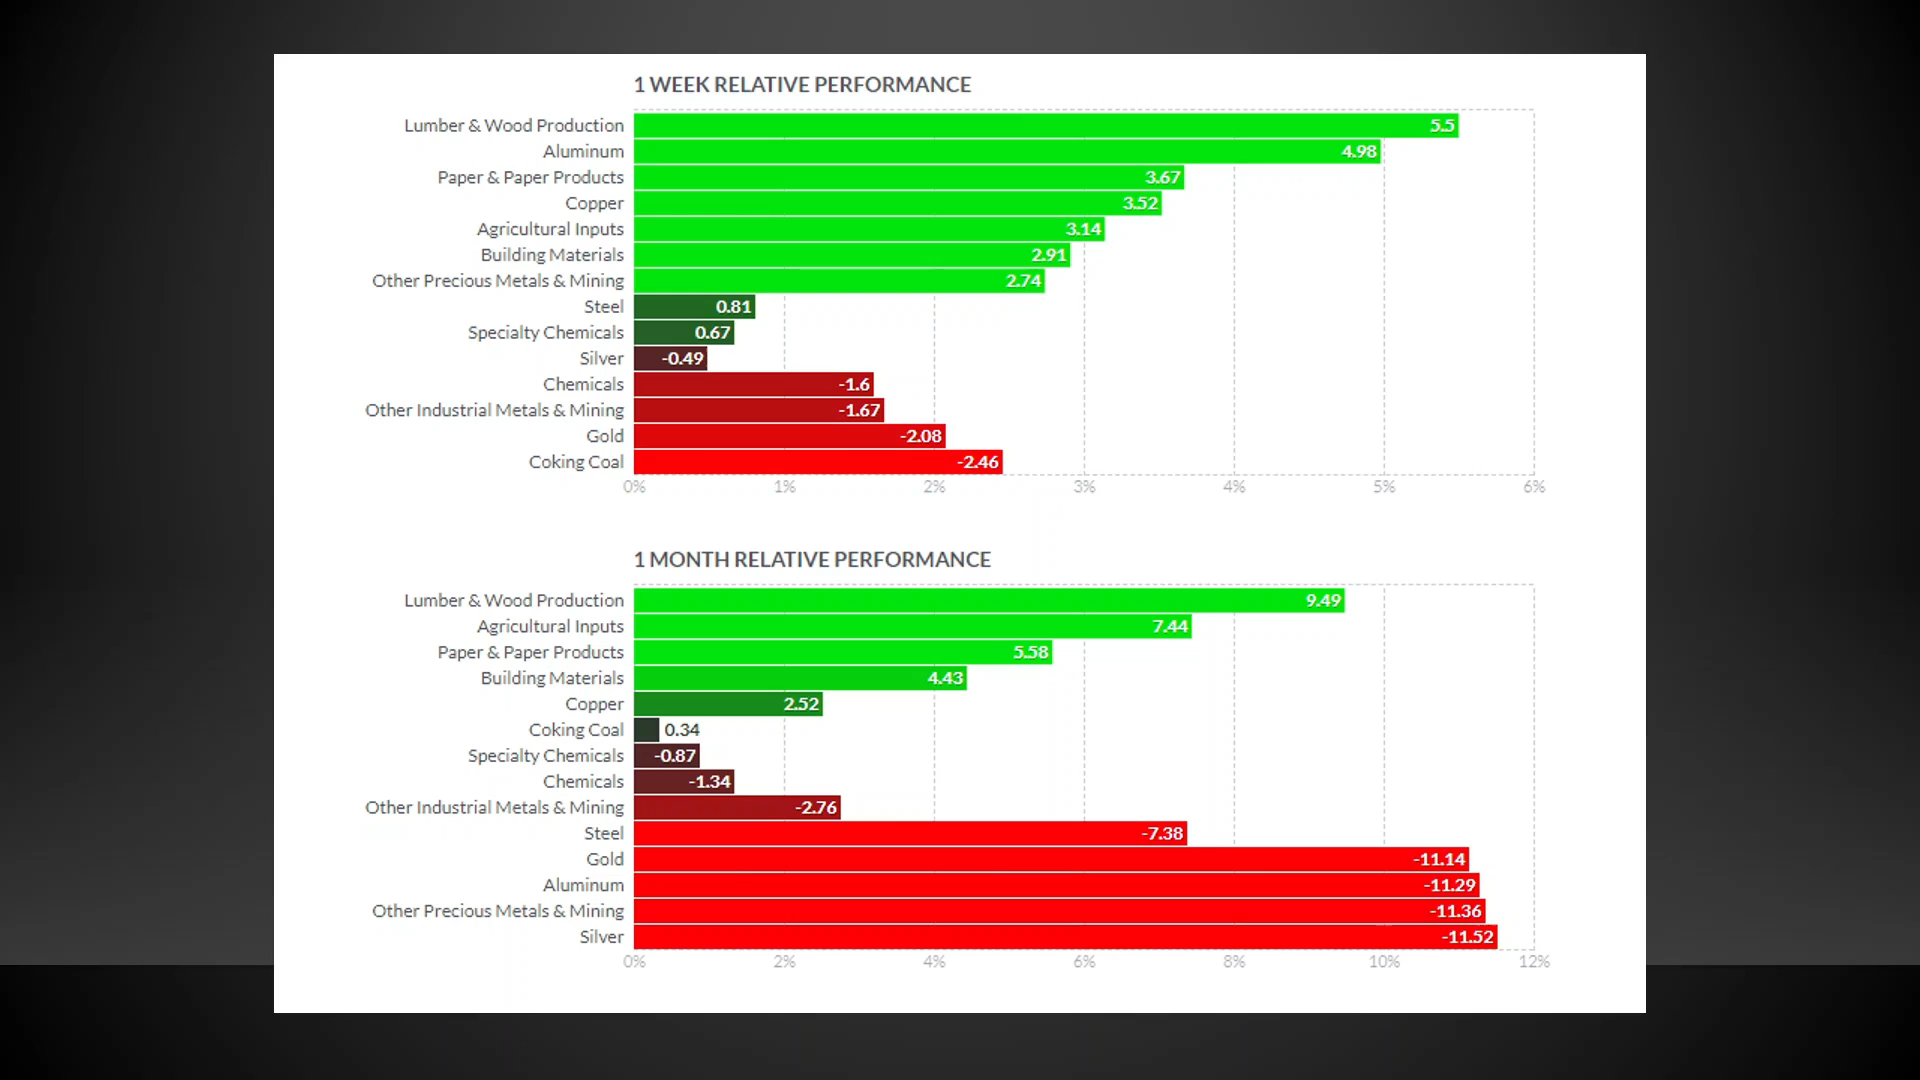 1 WEEK RELATIVE PERFORMANCE
Lumber & Wood Production 5.5
Aluminum 4.98
Paper & Paper Products 3.67
Copper 3.52
Agricultural Inputs 3.14
Building Materials 2.91
Other Precious Metals & Mining 2.74
Steel 0.81
Specialty Chemicals 0.67
Silver -0.49
Chemicals -1.6
Other Industrial Metals & Mining -1.67
Gold -2.08
Coking Coal -2.46
0% 1% 2% 3% 4% 5% 6%
1 MONTH RELATIVE PERFORMANCE
Lumber & Wood Production 9.49
Agricultural Inputs 7.44
Paper & Paper Products 5.58
Building Materials 4.43
Copper 2.52
Coking Coal 0.34
Specialty Chemicals -0.87
Chemicals -1.34
Other Industrial Metals & Mining -2.76
Steel -7.38
Gold -11.14
Aluminum -11.29
Other Precious Metals & Mining -11.36
Silver -11.52
0% 2% 4% 6% 8% 10% 12%